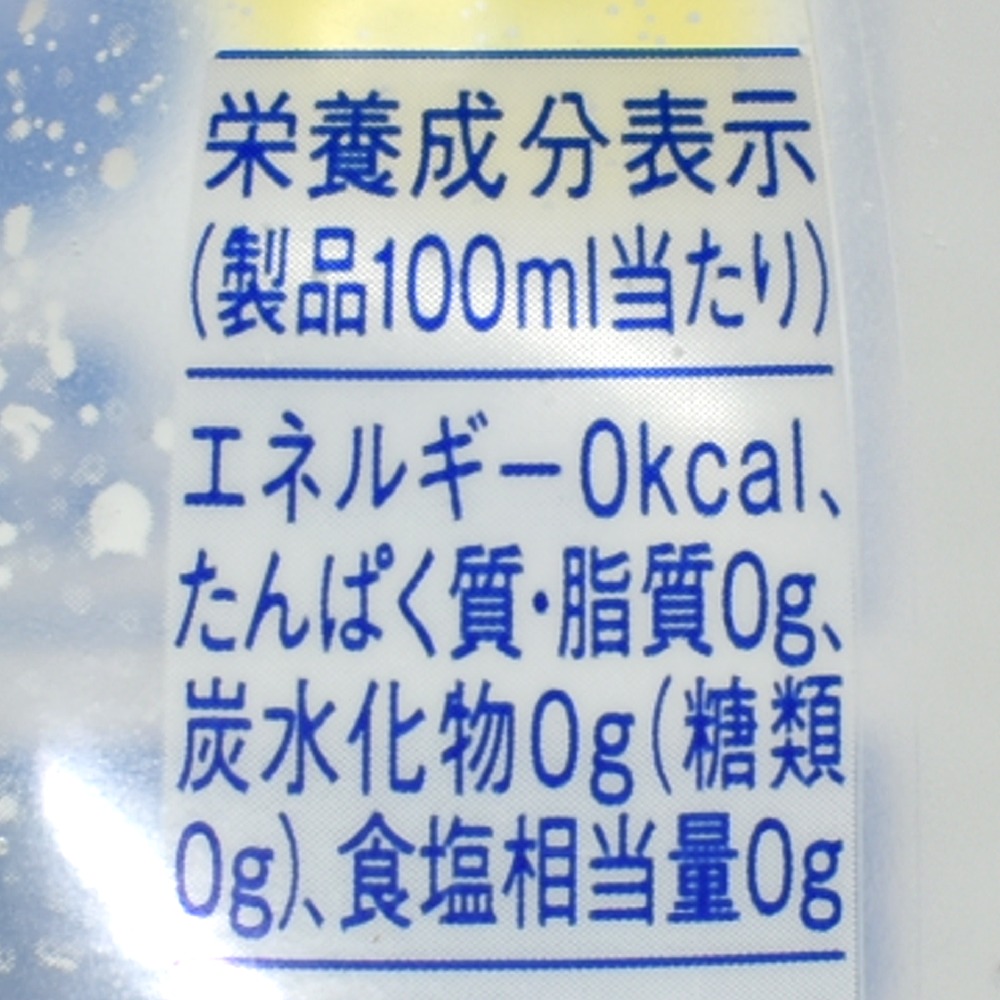 栄養成分表示
(製品100ml当たり)
エネルギー0kcal、
たんぱく質・脂質0g、
炭水化物0g(糖類
0g)、食塩相当量0g